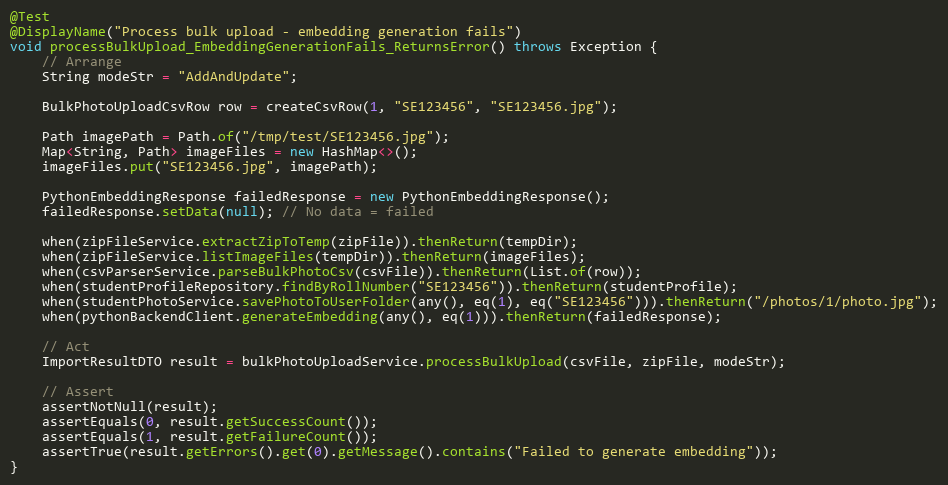 @Test
@DisplayName("Process bulk upload - embedding generation fails")
void processBulkUpload_EmbeddingGenerationFails_ReturnsError() throws Exception {
    // Arrange
    String modeStr = "AddAndUpdate";

    BulkPhotoUploadCsvRow row = createCsvRow(1, "SE123456", "SE123456.jpg");

    Path imagePath = Path.of("/tmp/test/SE123456.jpg");
    Map<String, Path> imageFiles = new HashMap<>();
    imageFiles.put("SE123456.jpg", imagePath);

    PythonEmbeddingResponse failedResponse = new PythonEmbeddingResponse();
    failedResponse.setData(null); // No data = failed

    when(zipFileService.extractZipToTemp(zipFile)).thenReturn(tempDir);
    when(zipFileService.listImageFiles(tempDir)).thenReturn(imageFiles);
    when(csvParserService.parseBulkPhotoCsv(csvFile)).thenReturn(List.of(row));
    when(studentProfileRepository.findByRollNumber("SE123456")).thenReturn(studentProfile);
    when(studentPhotoService.savePhotoToUserFolder(any(), eq(1), eq("SE123456"))).thenReturn("/photos/1/photo.jpg");
    when(pythonBackendClient.generateEmbedding(any(), eq(1))).thenReturn(failedResponse);

    // Act
    ImportResultDTO result = bulkPhotoUploadService.processBulkUpload(csvFile, zipFile, modeStr);

    // Assert
    assertNotNull(result);
    assertEquals(0, result.getSuccessCount());
    assertEquals(1, result.getFailureCount());
    assertTrue(result.getErrors().get(0).getMessage().contains("Failed to generate embedding"));
}